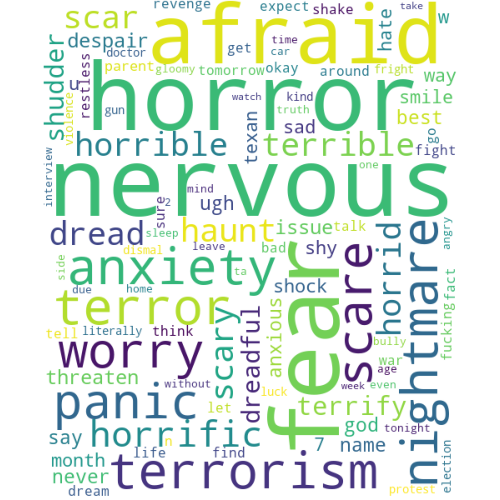 revenge expect shake take
scar afraid hate w
despair doctor get time car
parent tomorrow okay around fright way
gloomy
shudder u restless horror smile
violence gun watch kind truth best
horrible texan sad terrible go fight
interview nervous mind one
sure 2 ugh
dread sleep haunt issue talk angry
side dismal leave bad shy horrid
anxiety ta shock
due home fear scare nightmare
terror anxious fucking fact
tell literally think scary dreadful war bully
worry without luck age
threaten week even
panic let terrify tonight
say horrific n god name
month life find 7 election
never terrorism protest
dream